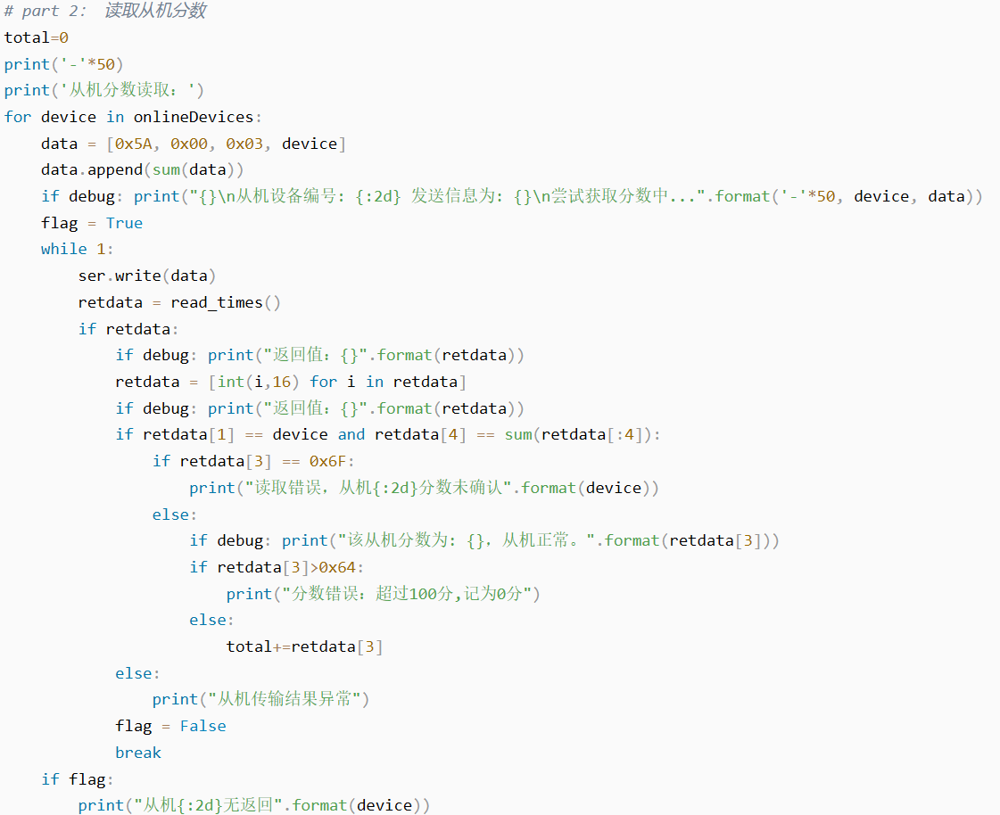 # part 2： 读取从机分数
total=0
print('-'*50)
print('从机分数读取：')
for device in onlineDevices:
    data = [0x5A, 0x00, 0x03, device]
    data.append(sum(data))
    if debug: print("{}\n从机设备编号：{:2d} 发送信息为：{}\n尝试获取分数中...".format('-'*50, device, data))
    flag = True
    while 1:
        ser.write(data)
        retdata = read_times()
        if retdata:
            if debug: print("返回值：{}".format(retdata))
            retdata = [int(i,16) for i in retdata]
            if debug: print("返回值：{}".format(retdata))
            if retdata[1] == device and retdata[4] == sum(retdata[:4]):
                if retdata[3] == 0x6F:
                    print("读取错误，从机{:2d}分数未确认".format(device))
                else:
                    if debug: print("该从机分数为：{}，从机正常。".format(retdata[3]))
                    if retdata[3]>0x64:
                        print("分数错误：超过100分,记为0分")
                    else:
                        total+=retdata[3]
            else:
                print("从机传输结果异常")
            flag = False
            break
    if flag:
        print("从机{:2d}无返回".format(device))